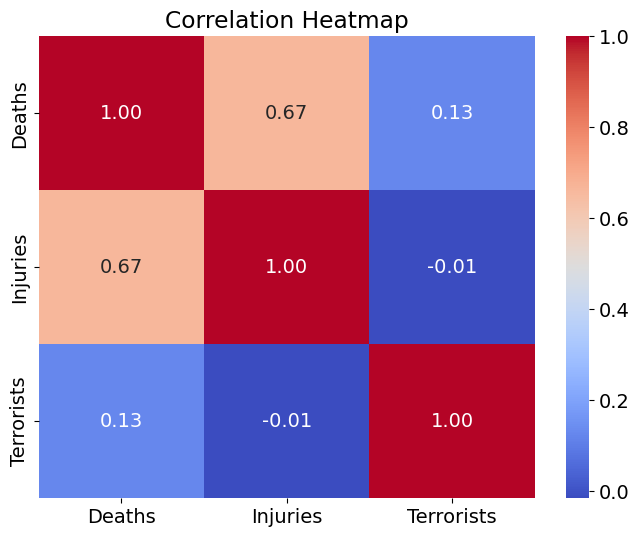 Correlation Heatmap
Deaths
1.00
0.67
0.13
Injuries
0.67
1.00
-0.01
Terrorists
0.13
-0.01
1.00
Deaths
Injuries
Terrorists
1.0
0.8
0.6
0.4
0.2
0.0